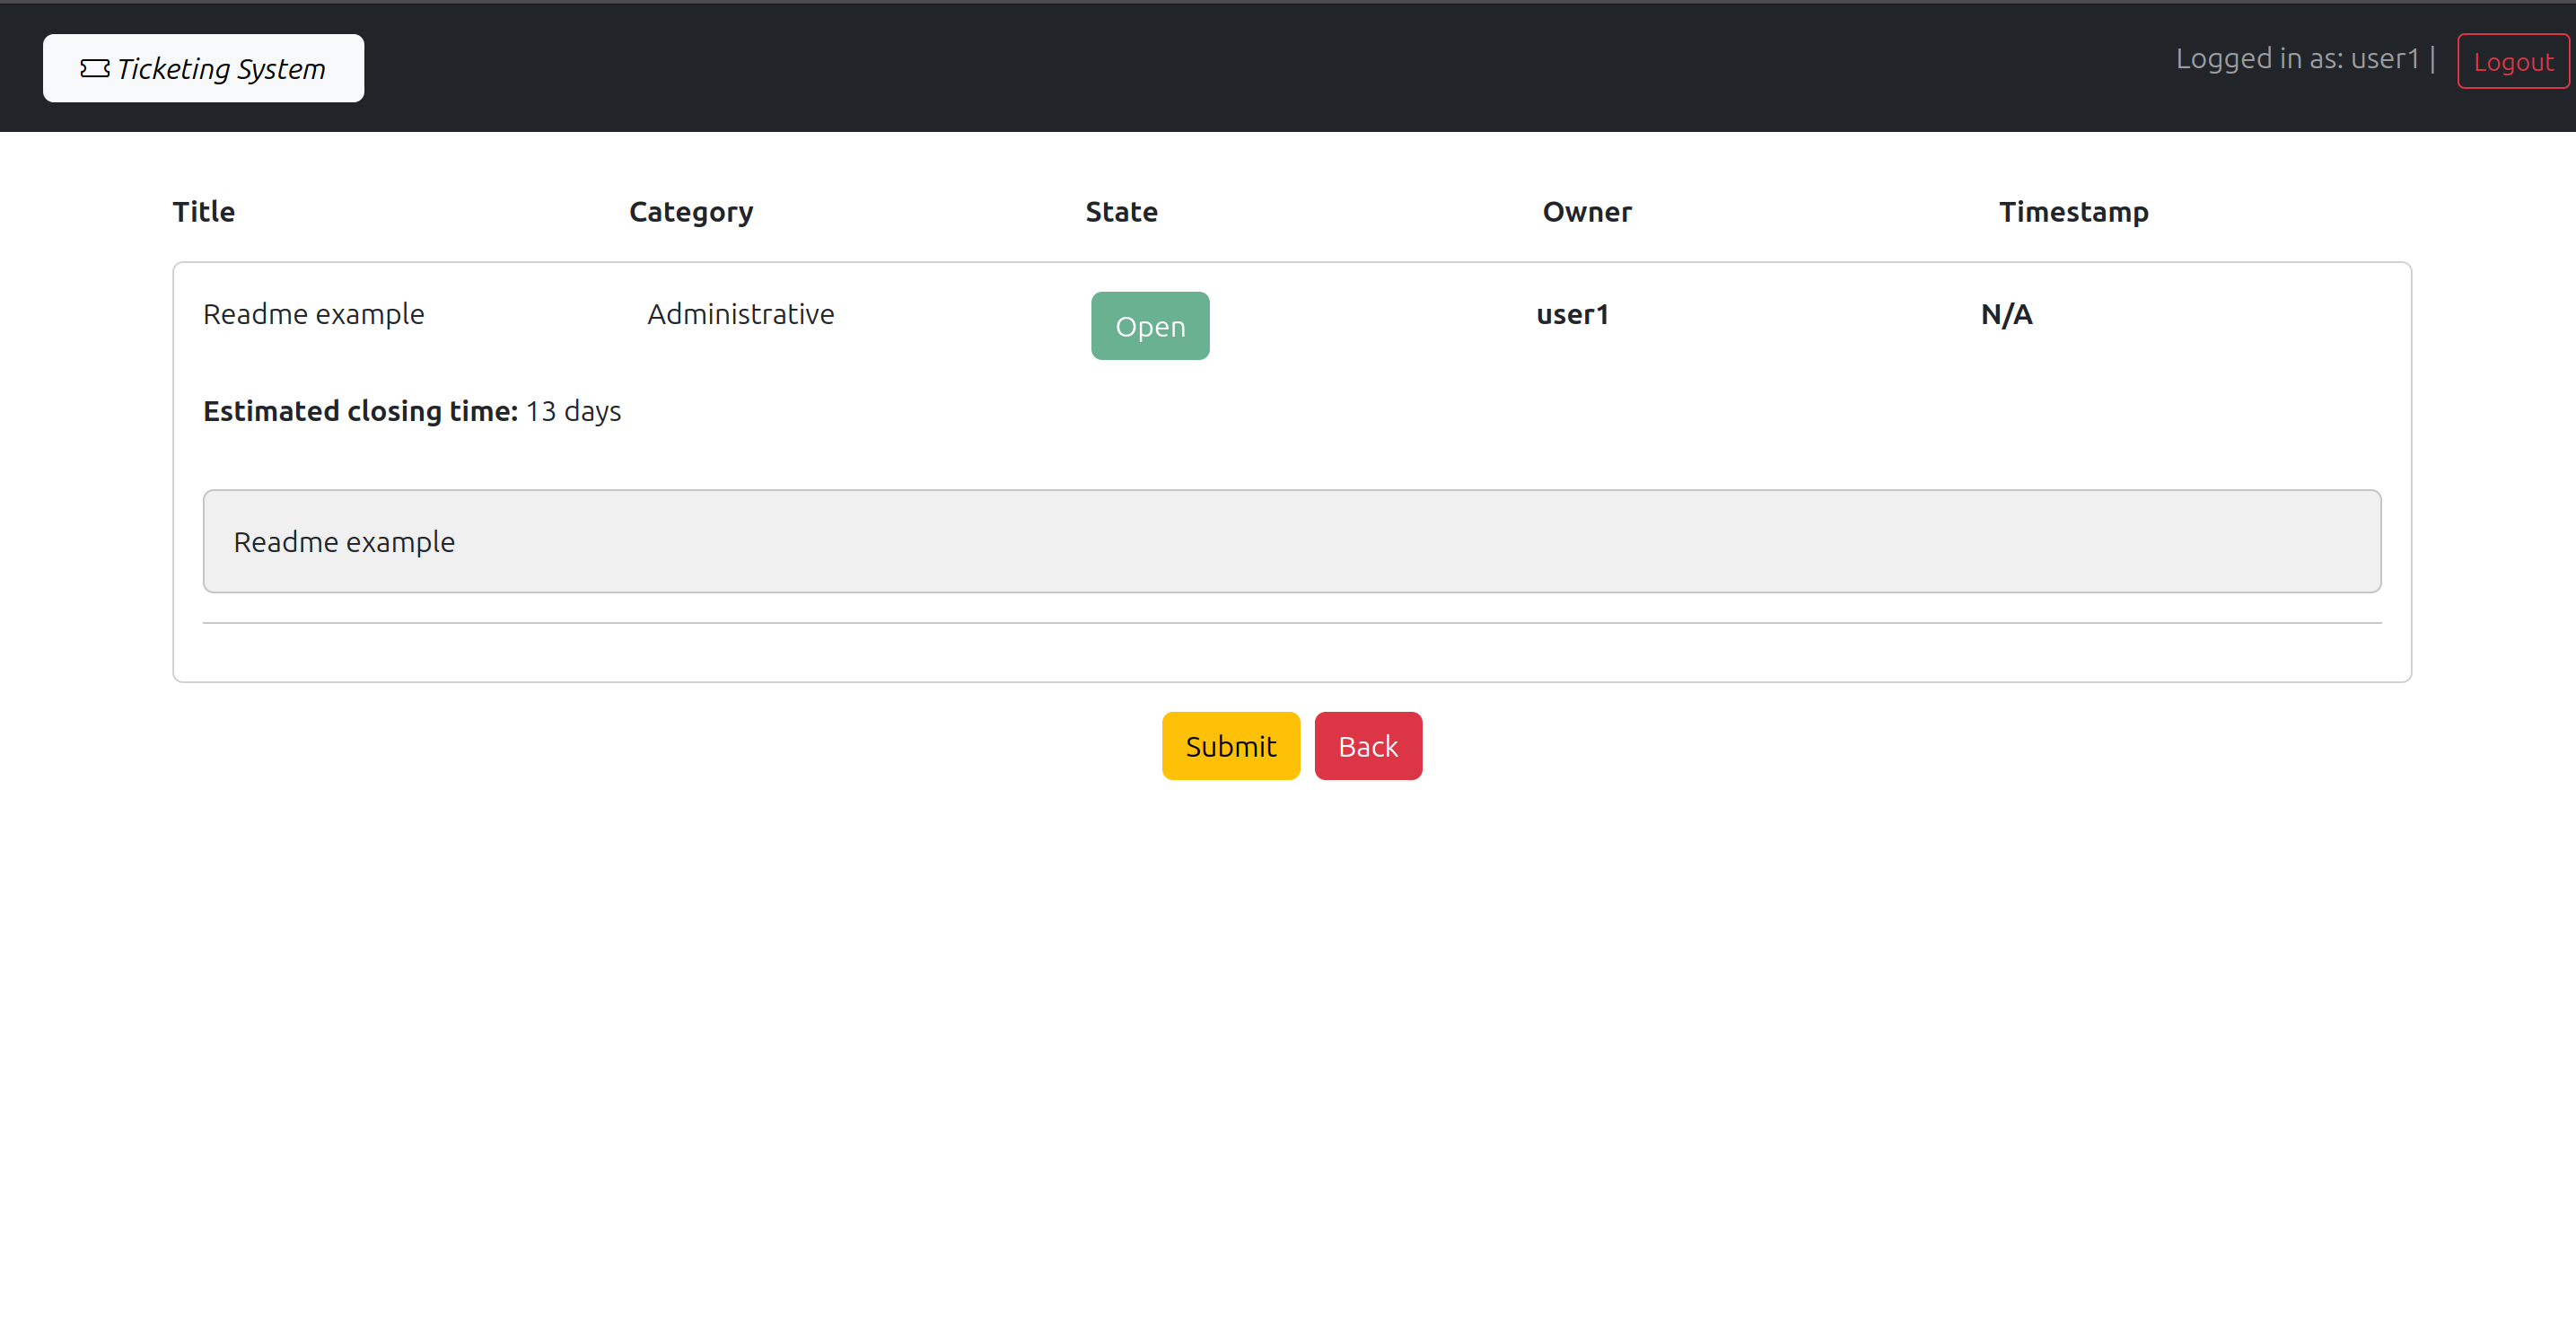 Ticketing System
Logged in as: user1 | Logout
Title Category State Owner Timestamp
Readme example Administrative Open user1 N/A
Estimated closing time: 13 days
Readme example
Submit Back